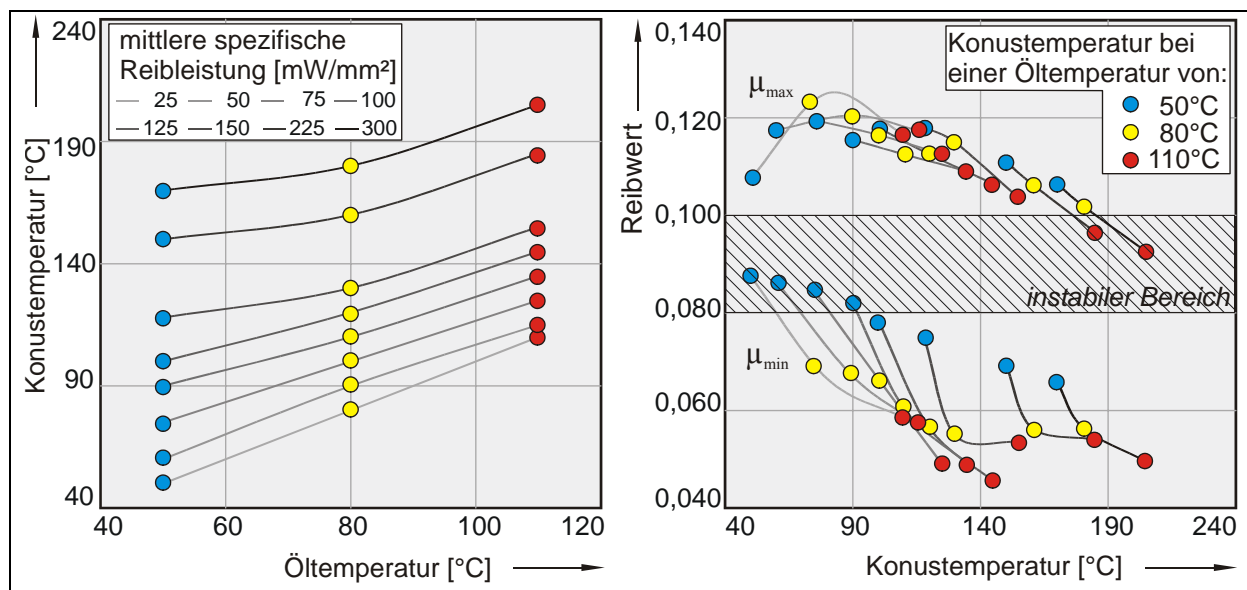 240
190
140
90
40
Konustemperatur [°C]
mittlere spezifische
Reibleistung [mW/mm²]
25 50 75 100
125 150 225 300
40 60 80 100 120
Öltemperatur [°C]
0,140
0,120
0,100
0,080
0,060
0,040
Reibwert
Konustemperatur bei
einer Öltemperatur von:
50°C
80°C
110°C
μmax
instabiler Bereich
μmin
40 90 140 190 240
Konustemperatur [°C]